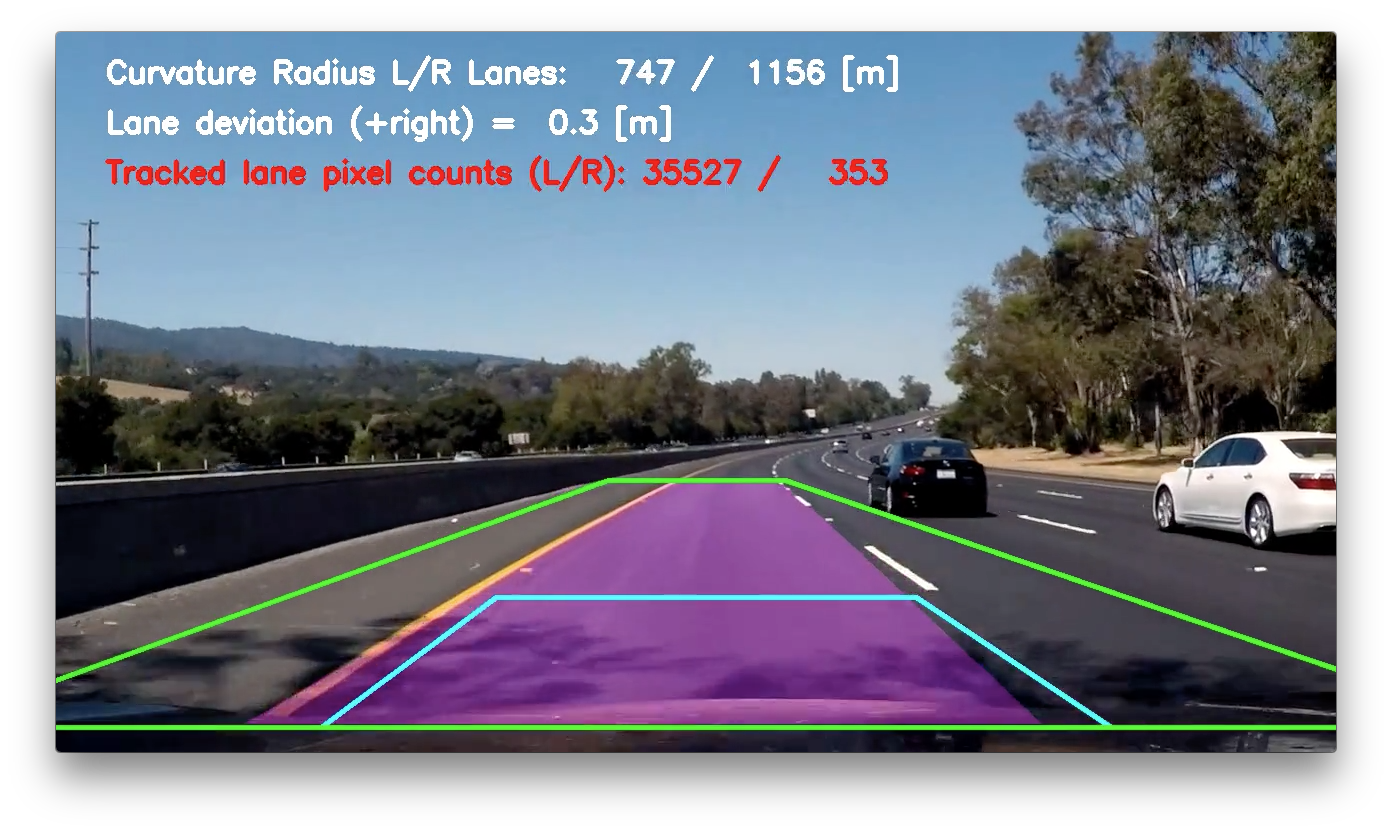 Curvature Radius L/R Lanes: 747 / 1156 [m]
Lane deviation (+right) = 0.3 [m]
Tracked lane pixel counts (L/R): 35527 / 353